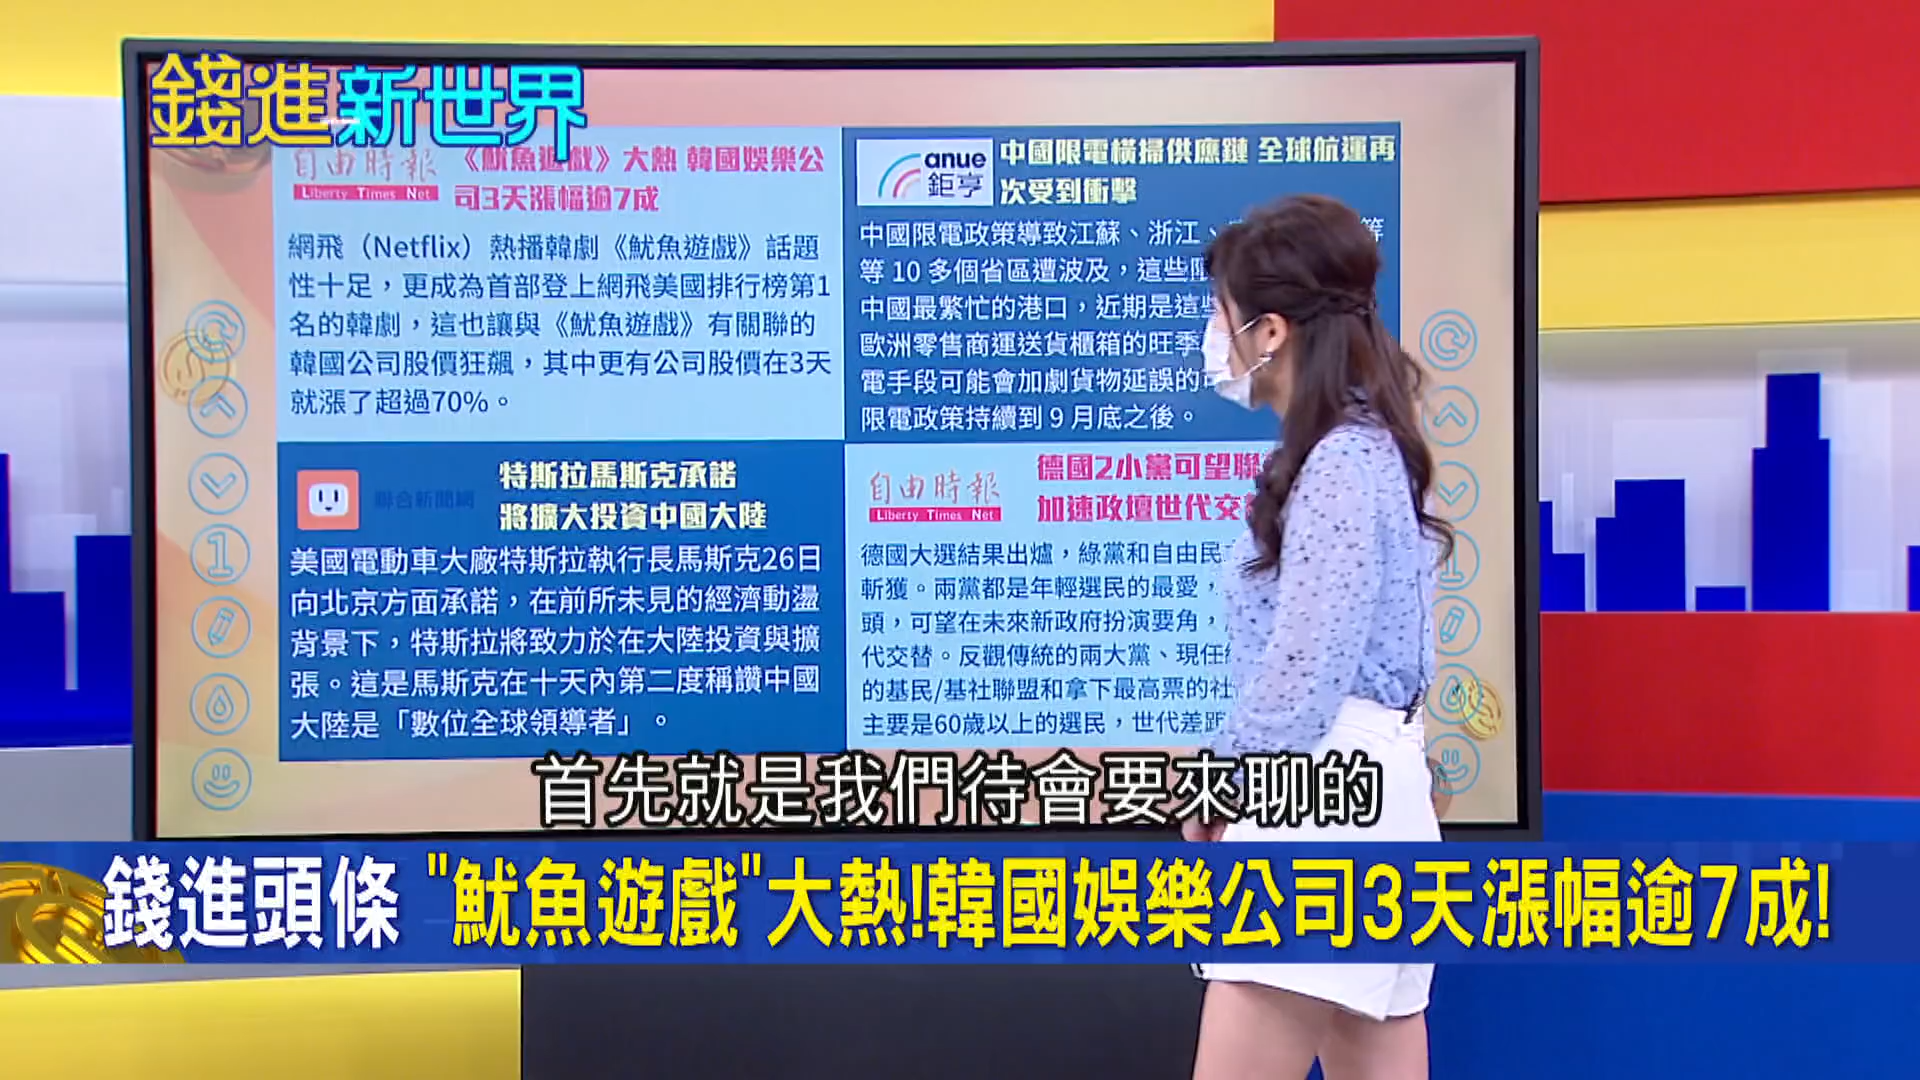 錢進新世界
自由時報
Liberty Times Net
《魷魚遊戲》大熱 韓國娛樂公
司3天漲幅逾7成
網飛（Netflix）熱播韓劇《魷魚遊戲》話題
性十足，更成為首部登上網飛美國排行榜第1
名的韓劇，這也讓與《魷魚遊戲》有關聯的
韓國公司股價狂飆，其中更有公司股價在3天
就漲了超過70%。
anue
鉅亨
中國限電橫掃供應鏈 全球航運再
次受到衝擊
中國限電政策導致江蘇、浙江、
等
等 10 多個省區遭波及，這些
中國最繁忙的港口，近期是這些
歐洲零售商運送貨櫃箱的旺季
電手段可能會加劇貨物延誤的
限電政策持續到 9 月底之後。
聯合新聞網
特斯拉馬斯克承諾
將擴大投資中國大陸
美國電動車大廠特斯拉執行長馬斯克26日
向北京方面承諾，在前所未見的經濟動盪
背景下，特斯拉將致力於在大陸投資與擴
張。這是馬斯克在十天內第二度稱讚中國
大陸是「數位全球領導者」。
自由時報
Liberty Times Net
德國2小黨可望聯
加速政壇世代交
德國大選結果出爐，綠黨和自由民
斬獲。兩黨都是年輕選民的最愛，
頭，可望在未來新政府扮演要角，
代交替。反觀傳統的兩大黨、現任
的基民/基社聯盟和拿下最高票的社
主要是60歲以上的選民，世代差距
1
1
首先就是我們待會要來聊的
錢進頭條 "魷魚遊戲"大熱!韓國娛樂公司3天漲幅逾7成!